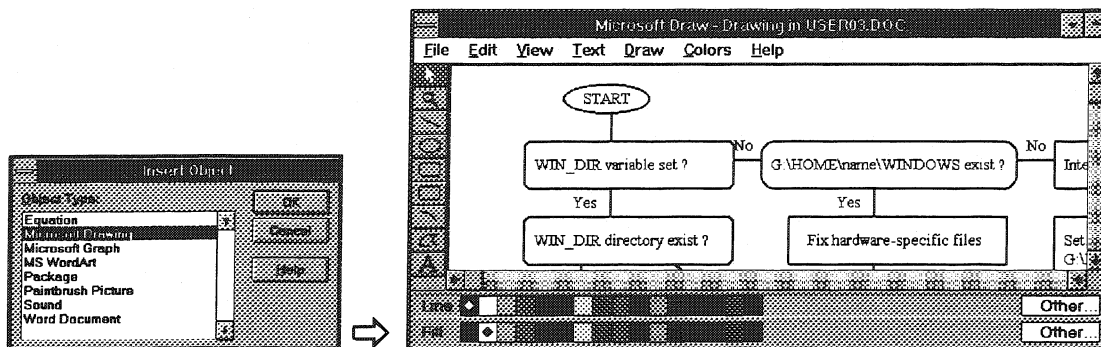 Insert Object
Object Type:
Equation
Microsoft Drawing
Microsoft Graph
MS WordArt
Package
Paintbrush Picture
Sound
Word Document
OK
Cancel
Help
Microsoft Draw - Drawing in USER03.DOC
File Edit View Text Draw Colors Help
START
WIN_DIR variable set ?
No
G:\HOME\name\WINDOWS exist ?
No
Inte
Yes
Yes
WIN_DIR directory exist ?
Fix hardware-specific files
Set
G:\
A
Line
Other...
Fill
Other...